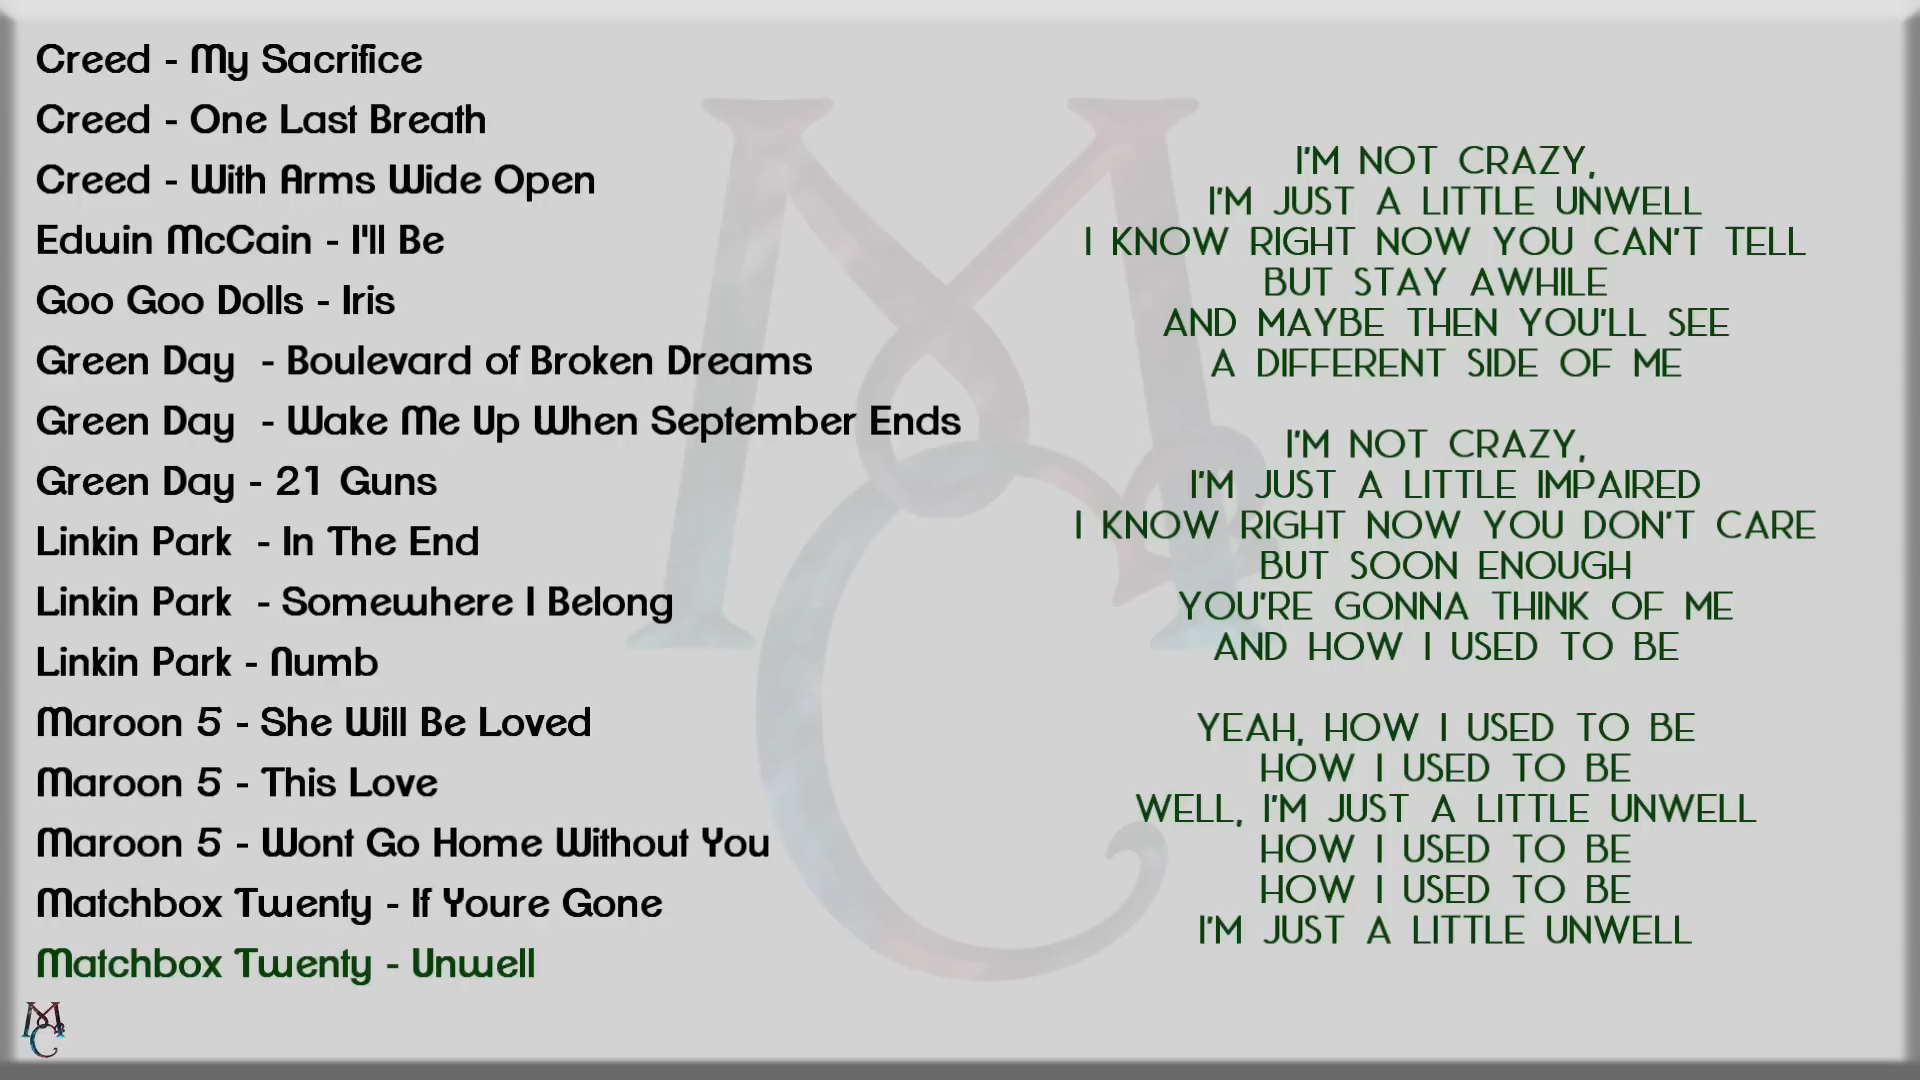 Creed - My Sacrifice
Creed - One Last Breath
Creed - With Arms Wide Open
Edwin McCain - I'll Be
Goo Goo Dolls - Iris
Green Day  - Boulevard of Broken Dreams
Green Day  - Wake Me Up When September Ends
Green Day - 21 Guns
Linkin Park  - In The End
Linkin Park  - Somewhere I Belong
Linkin Park - Numb
Maroon 5 - She Will Be Loved
Maroon 5 - This Love
Maroon 5 - Wont Go Home Without You
Matchbox Twenty - If Youre Gone
Matchbox Twenty - Unwell
I'M NOT CRAZY,
I'M JUST A LITTLE UNWELL
I KNOW RIGHT NOW YOU CAN'T TELL
BUT STAY AWHILE
AND MAYBE THEN YOU'LL SEE
A DIFFERENT SIDE OF ME
I'M NOT CRAZY,
I'M JUST A LITTLE IMPAIRED
I KNOW RIGHT NOW YOU DON'T CARE
BUT SOON ENOUGH
YOU'RE GONNA THINK OF ME
AND HOW I USED TO BE
YEAH, HOW I USED TO BE
HOW I USED TO BE
WELL, I'M JUST A LITTLE UNWELL
HOW I USED TO BE
HOW I USED TO BE
I'M JUST A LITTLE UNWELL
MC